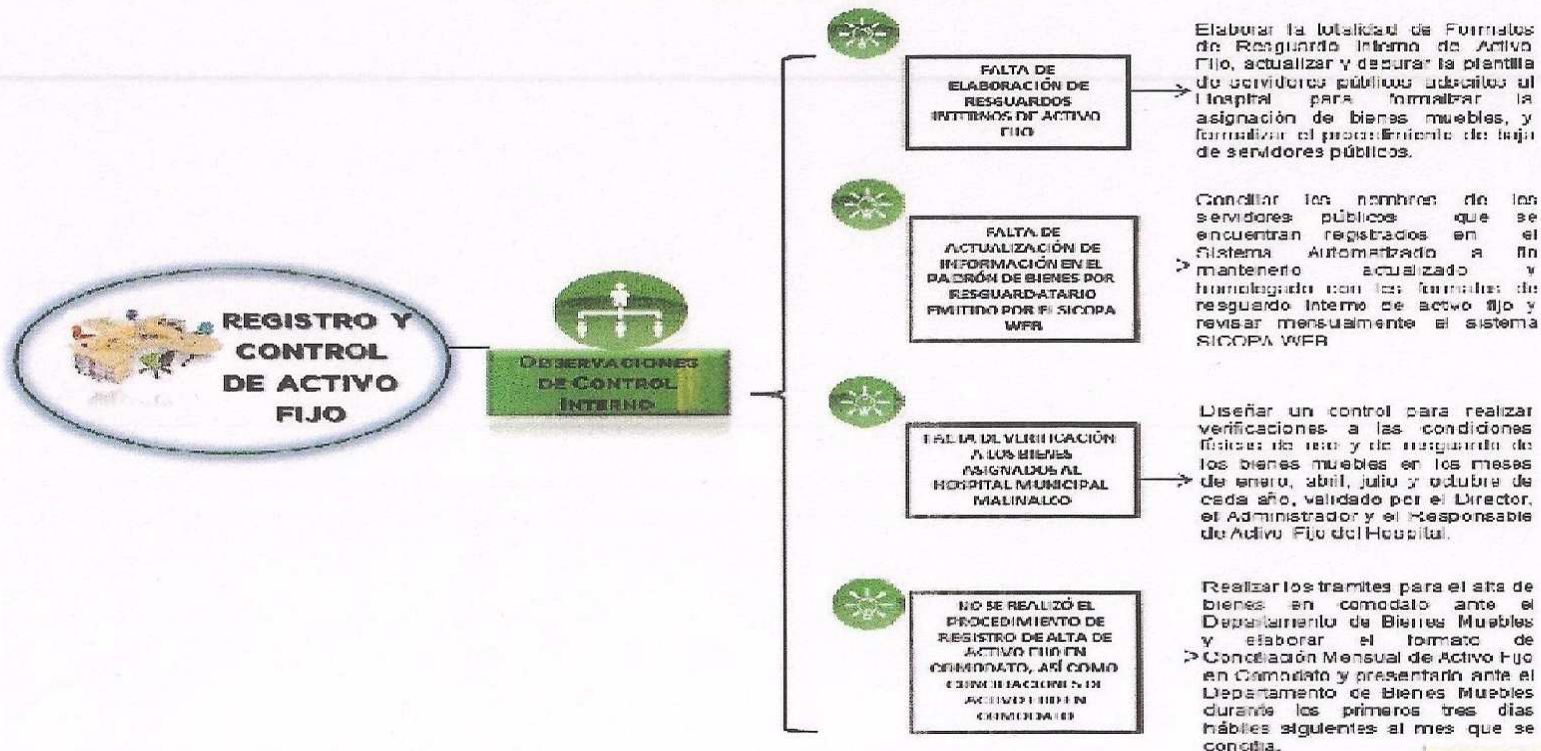 REGISTRO Y
CONTROL
DE ACTIVO
FIJO
OBSERVACIONES
DE CONTROL
INTERNO
FALTA DE
ELABORACIÓN DE
RESGUARDOS
INTERNOS DE ACTIVO
FIJO
Elaborar la totalidad de Formatos
de Resguardo Interno de Activo
Fijo, actualizar y depurar la plantilla
de servidores públicos adscritos al
Hospital para formalizar la
asignación de bienes muebles, y
formalizar el procedimiento de baja
de servidores públicos.
FALTA DE
ACTUALIZACIÓN DE
INFORMACIÓN EN EL
PADRÓN DE BIENES POR
RESGUARDATARIO
EMITIDO POR EL SICOPA
WEB
Conciliar los nombres de los
servidores públicos que se
encuentran registrados en el
Sistema Automatizado a fin
mantenerlo actualizado y
homologado con los formatos de
resguardo interno de activo fijo y
revisar mensualmente el sistema
SICOPA WEB
FALTA DE VERIFICACIÓN
A LOS BIENES
ASIGNADOS AL
HOSPITAL MUNICIPAL
MALINALCO
Diseñar un control para realizar
verificaciones a las condiciones
físicas de uso y de resguardo de
los bienes muebles en los meses
de enero, abril, julio y octubre de
cada año, validado por el Director,
el Administrador y el Responsable
de Activo Fijo del Hospital.
NO SE REALIZÓ EL
PROCEDIMIENTO DE
REGISTRO DE ALTA DE
ACTIVO FIJO EN
COMODATO, ASÍ COMO
CONCILIACIONES DE
ACTIVO FIJO EN
COMODATO
Realizar los tramites para el alta de
bienes en comodato ante el
Departamento de Bienes Muebles
y elaborar el formato de
Conciliación Mensual de Activo Fijo
en Comodato y presentarlo ante el
Departamento de Bienes Muebles
durante los primeros tres días
hábiles siguientes al mes que se
concilia.